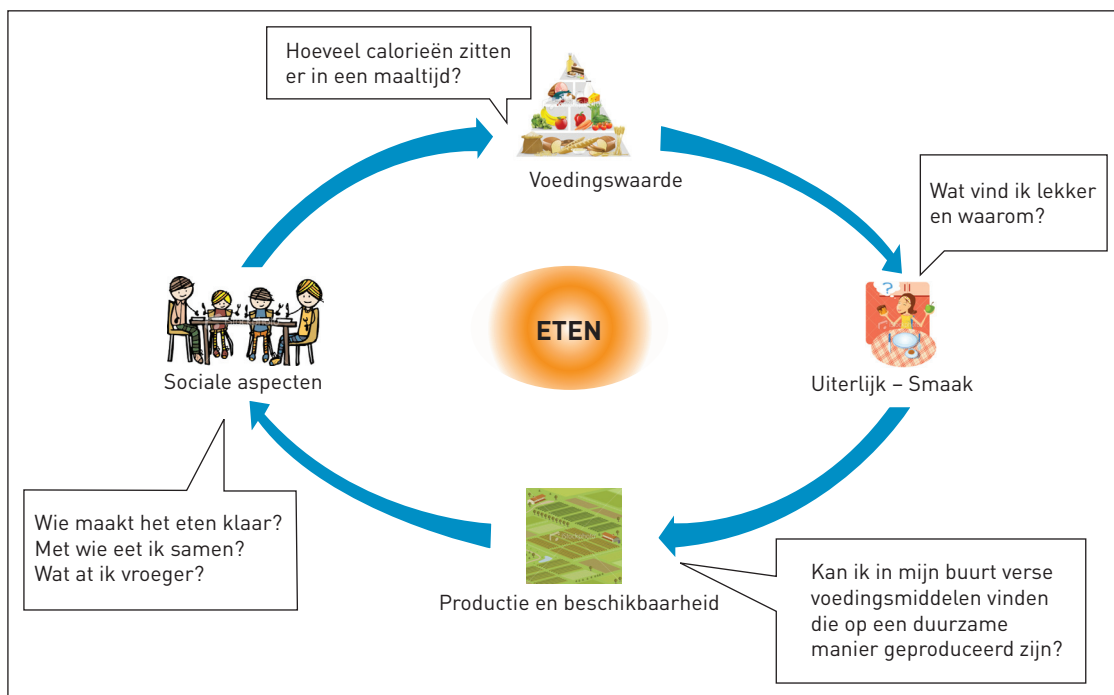 Hoeveel calorieën zitten
er in een maaltijd?
Voedingswaarde
Wat vind ik lekker
en waarom?
?
ETEN
Sociale aspecten
Uiterlijk – Smaak
Wie maakt het eten klaar?
Met wie eet ik samen?
Wat at ik vroeger?
Productie en beschikbaarheid
Kan ik in mijn buurt verse
voedingsmiddelen vinden
die op een duurzame
manier geproduceerd zijn?